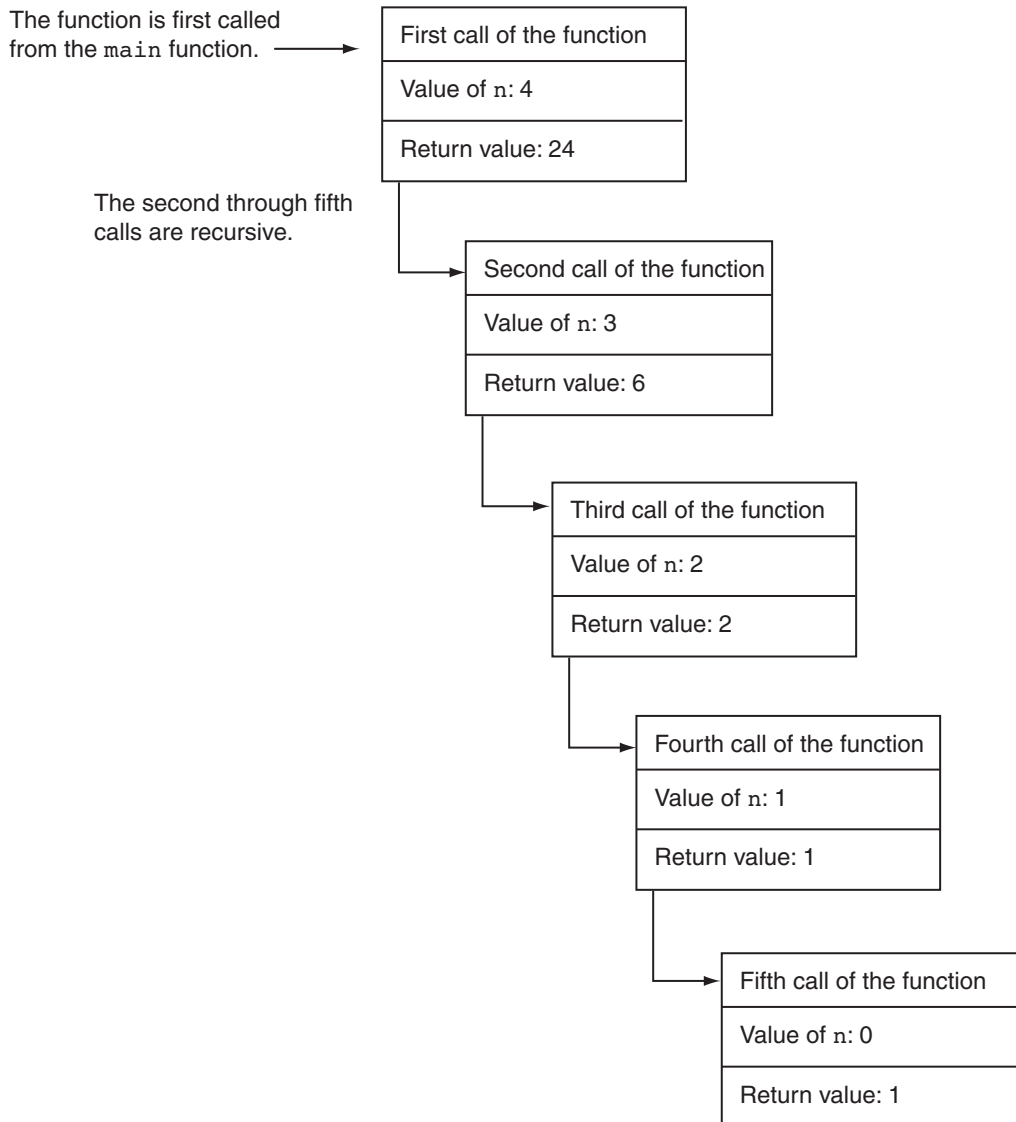 The function is first called
from the main function.
First call of the function
Value of n: 4
Return value: 24
The second through fifth
calls are recursive.
Second call of the function
Value of n: 3
Return value: 6
Third call of the function
Value of n: 2
Return value: 2
Fourth call of the function
Value of n: 1
Return value: 1
Fifth call of the function
Value of n: 0
Return value: 1